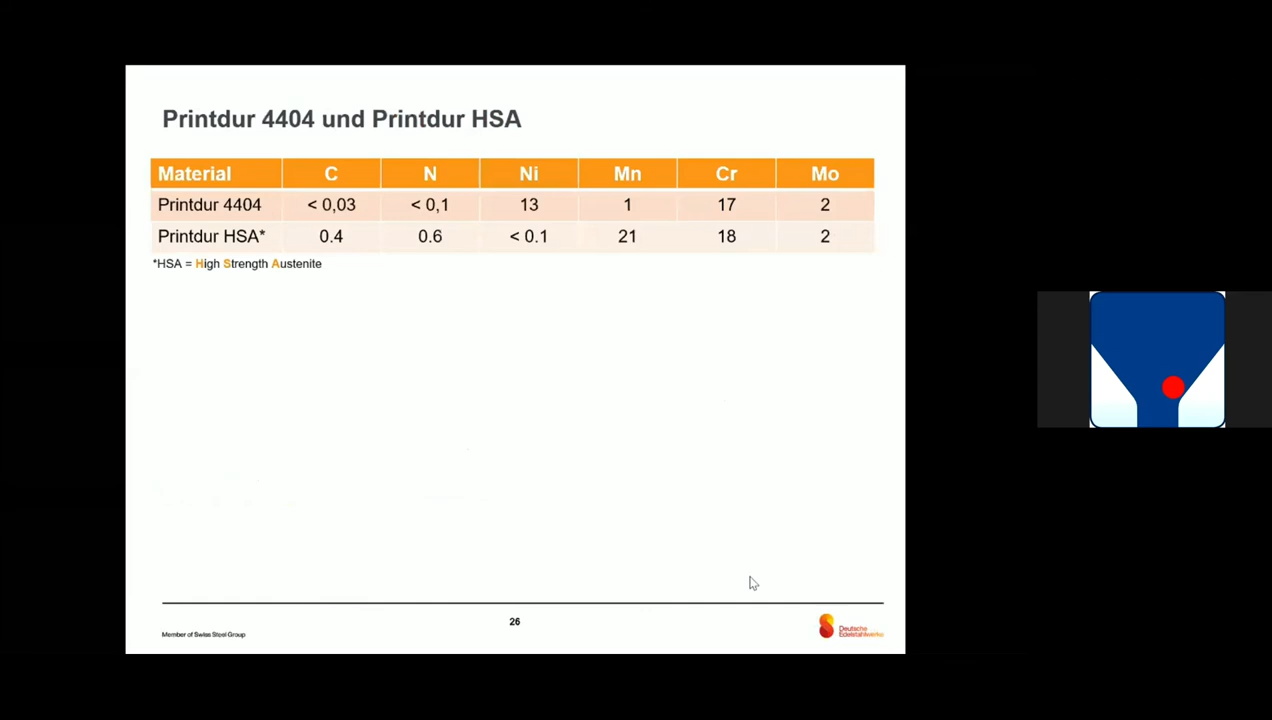 Printdur 4404 und Printdur HSA
Material C N Ni Mn Cr Mo
Printdur 4404 < 0,03 < 0,1 13 1 17 2
Printdur HSA* 0.4 0.6 < 0.1 21 18 2
*HSA = High Strength Austenite
26
Member of Swiss Steel Group
Deutsche
Edelstahlwerke